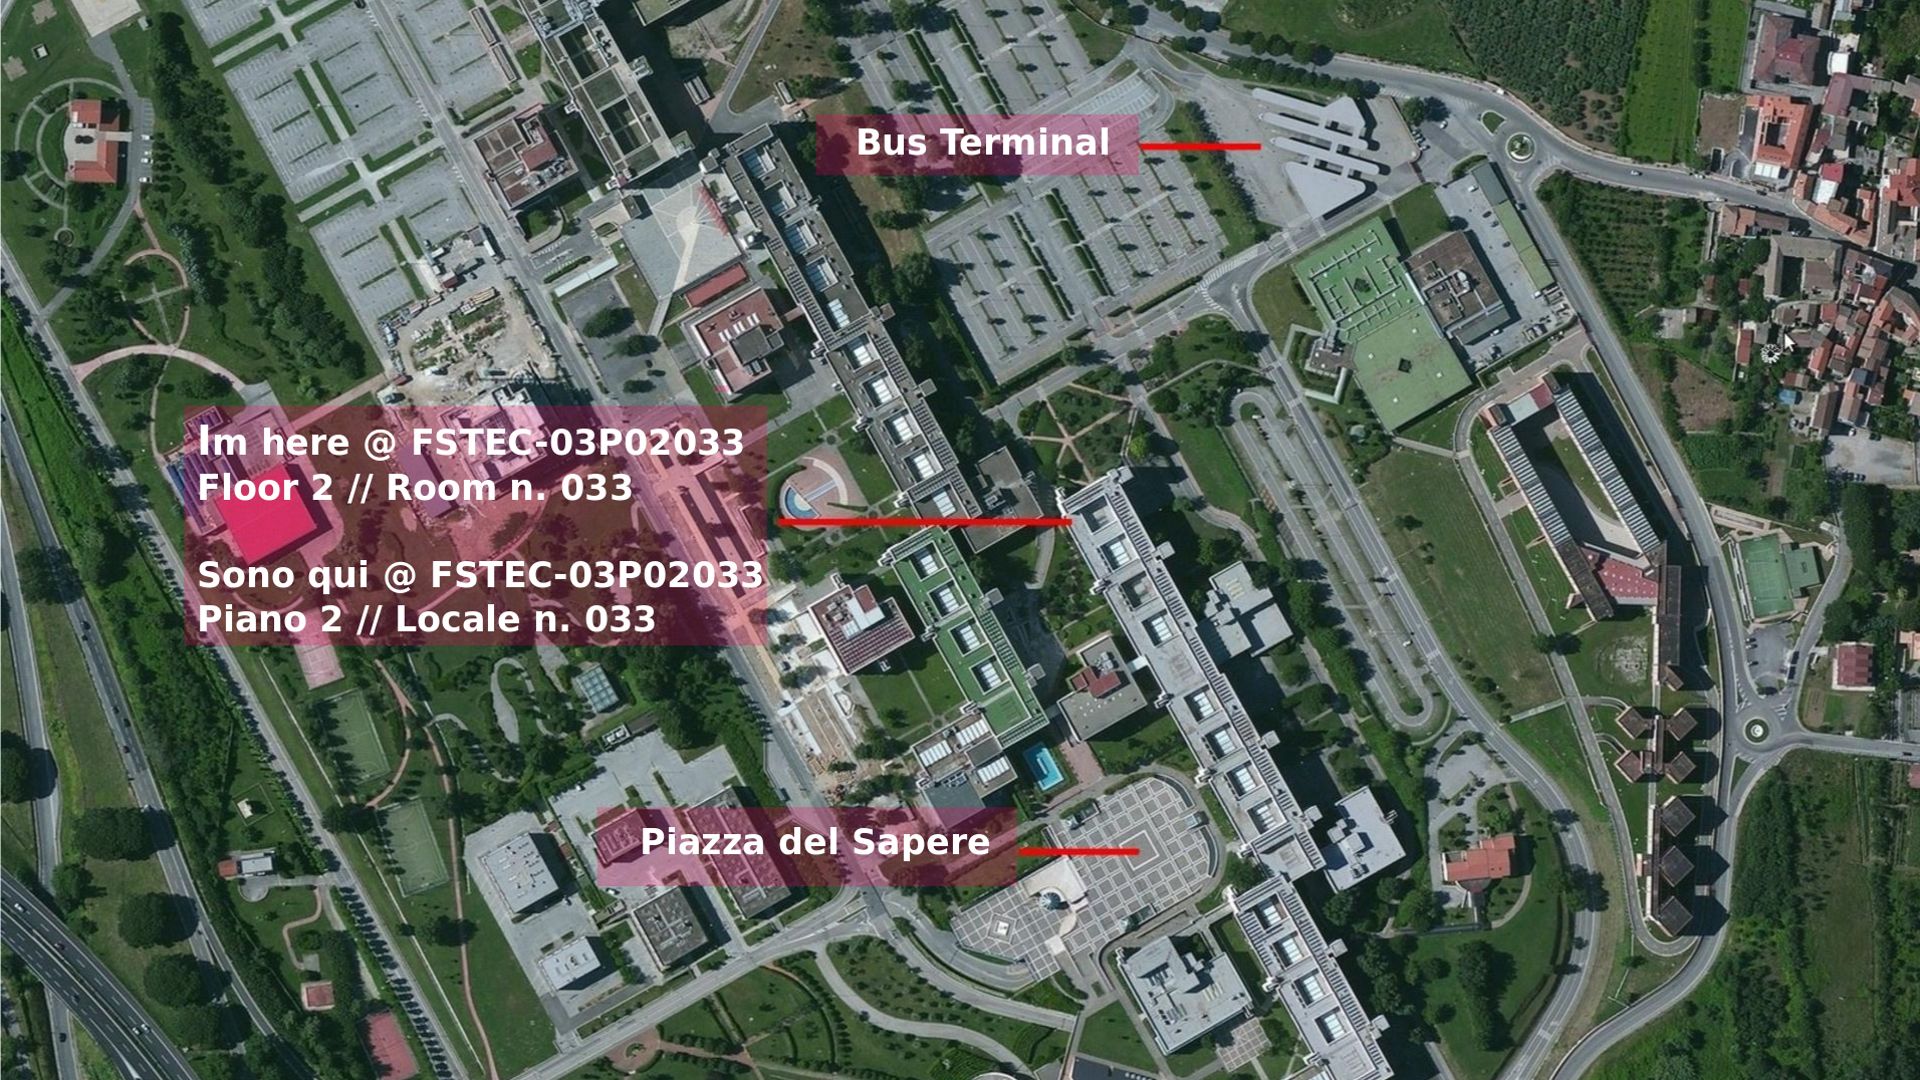 Bus Terminal
Im here @ FSTEC-03P02033
Floor 2 // Room n. 033
Sono qui @ FSTEC-03P02033
Piano 2 // Locale n. 033
Piazza del Sapere